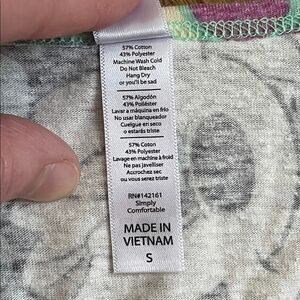 57% Cotton
43% Polyester
Machine Wash Cold
Do Not Bleach
Hang Dry
or you'll be sad
57% Algodón
43% Poliéster
Lavar a máquina en frío
No usar blanqueador
Cuelgue en seco
o estarás triste
57% Cotton
43% Polyester
Lavage en machine à froid
Ne pas javelliser
Accrochez sec
ou vous serez triste
RN#142161
Simply
Comfortable
MADE IN
VIETNAM
S